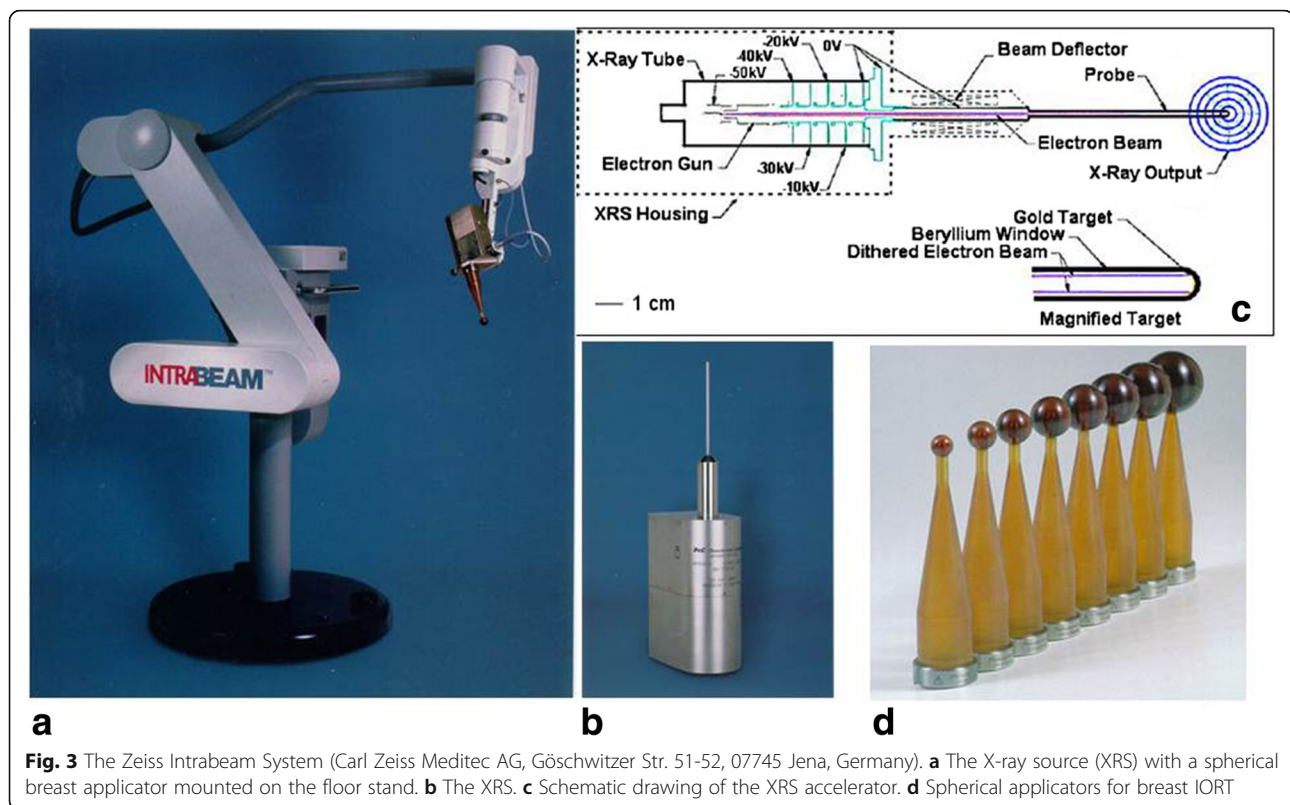 INTRABEAM™
a
X-Ray Tube
-50kV
-40kV
-20kV
0V
Beam Deflector
Probe
Electron Gun
-30kV
-10kV
Electron Beam
X-Ray Output
XRS Housing
Gold Target
Beryllium Window
Dithered Electron Beam
1 cm
Magnified Target
c
b
d
Fig. 3 The Zeiss Intrabeam System (Carl Zeiss Meditec AG, Göschwitzer Str. 51-52, 07745 Jena, Germany). a The X-ray source (XRS) with a spherical
breast applicator mounted on the floor stand. b The XRS. c Schematic drawing of the XRS accelerator. d Spherical applicators for breast IORT